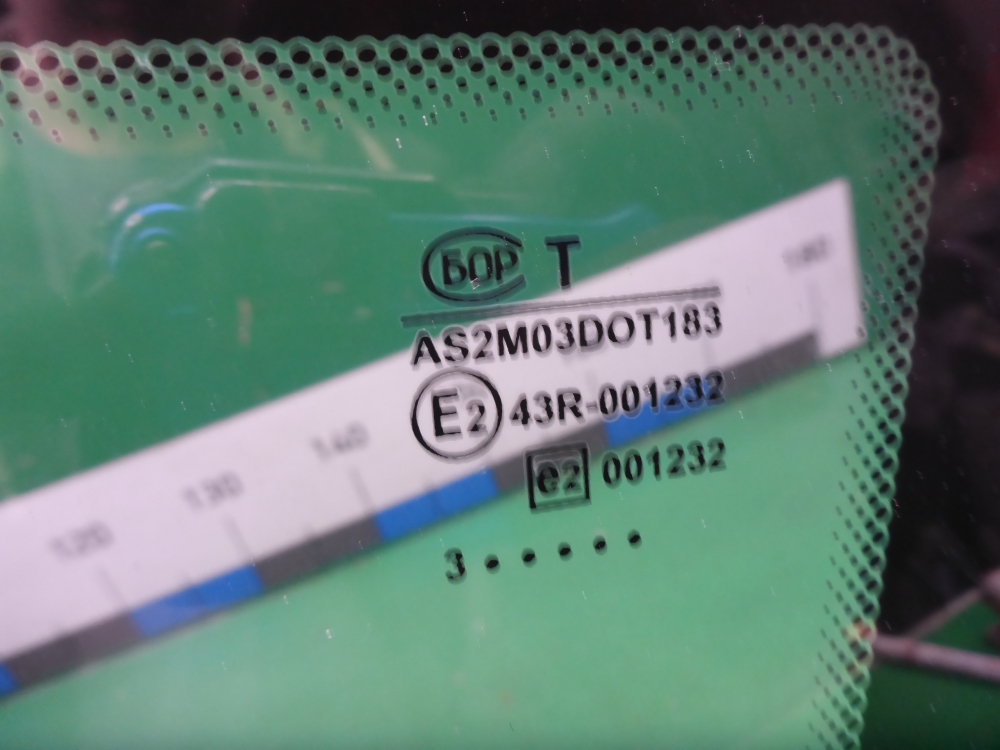 БОР T
AS2M03DOT183
E2 43R-001232
e2 001232
3 • • • • •
120 130 140